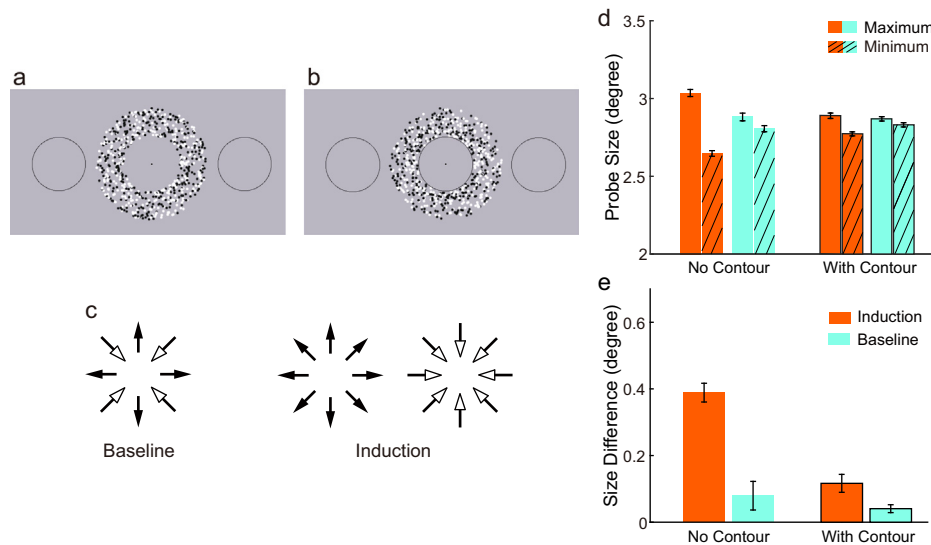 a
b
c
Baseline
Induction
d
Probe Size (degree)
3.5
3
2.5
2
Maximum
Minimum
No Contour
With Contour
e
Size Difference (degree)
0.6
0.4
0.2
0
Induction
Baseline
No Contour
With Contour